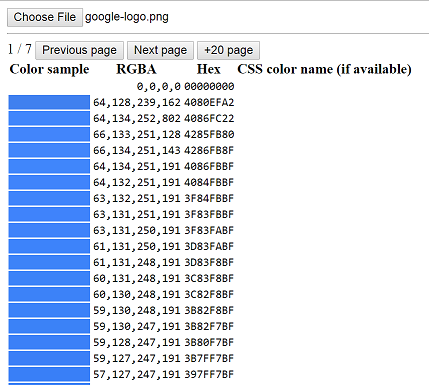 Choose File google-logo.png
1 / 7 Previous page Next page +20 page
Color sample RGBA Hex CSS color name (if available)
0,0,0,0 00000000
64,128,239,162 4080EFA2
64,134,252,802 4086FC22
66,133,251,128 4285FB80
66,134,251,143 4286FB8F
64,134,251,191 4086FBBF
64,132,251,191 4084FBBF
63,132,251,191 3F84FBBF
63,131,251,191 3F83FBBF
63,131,250,191 3F83FABF
61,131,250,191 3D83FABF
61,131,248,191 3D83F8BF
60,131,248,191 3C83F8BF
60,130,248,191 3C82F8BF
59,130,248,191 3B82F8BF
59,130,247,191 3B82F7BF
59,128,247,191 3B80F7BF
59,127,247,191 3B7FF7BF
57,127,247,191 397FF7BF